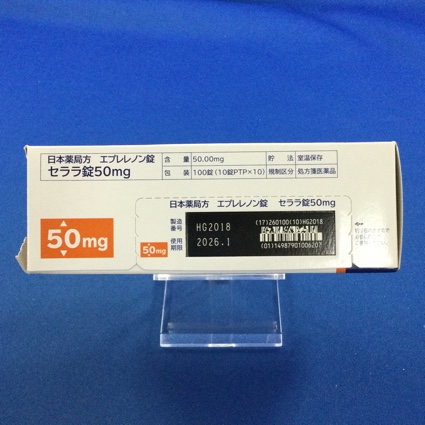 日本薬局方 エプレレノン錠
セララ錠50mg
含 量 50.00mg 貯 法 室温保存
包 装 100錠(10錠PTP×10) 規制区分 処方箋医薬品
日本薬局方 エプレレノン錠 セララ錠50mg
50mg
50mg
製造番号 HG2018
使用期限 2026.1
(17)260100(10)HG2018
(01)14987901006207